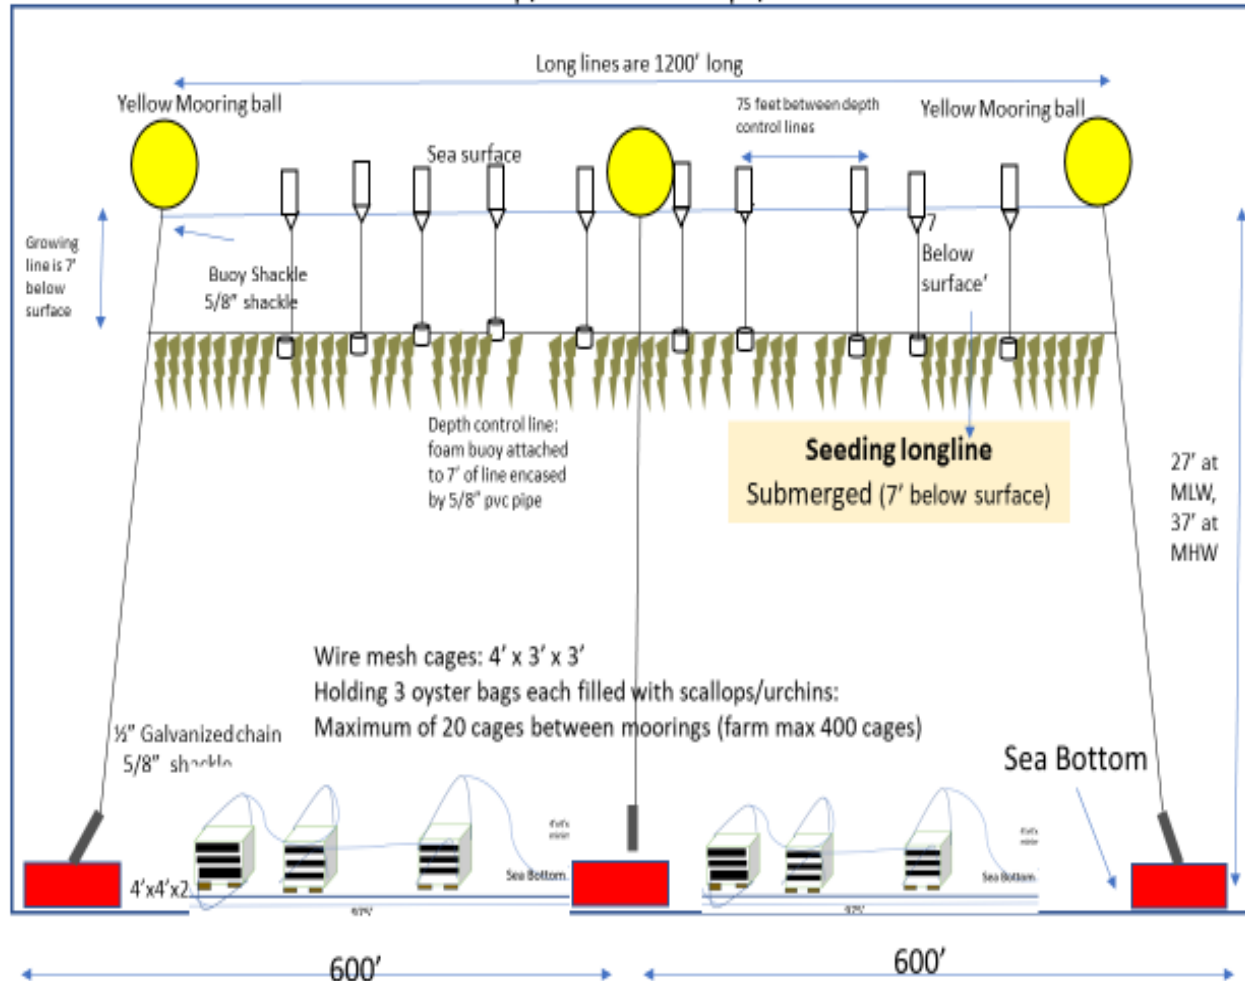 Long lines are 1200' long
Yellow Mooring ball
75 feet between depth
control lines
Yellow Mooring ball
Sea surface
Growing
line is 7'
below
surface
Buoy Shackle
5/8" shackle
7
Below
surface'
Depth control line:
foam buoy attached
to 7' of line encased
by 5/8" pvc pipe
Seeding longline
Submerged (7' below surface)
27' at
MLW,
37' at
MHW
Wire mesh cages: 4' x 3' x 3'
Holding 3 oyster bags each filled with scallops/urchins:
Maximum of 20 cages between moorings (farm max 400 cages)
½" Galvanized chain
5/8" shackle
Sea Bottom
4'x4'x2
Sea Bottom
Sea Bottom
600'
600'